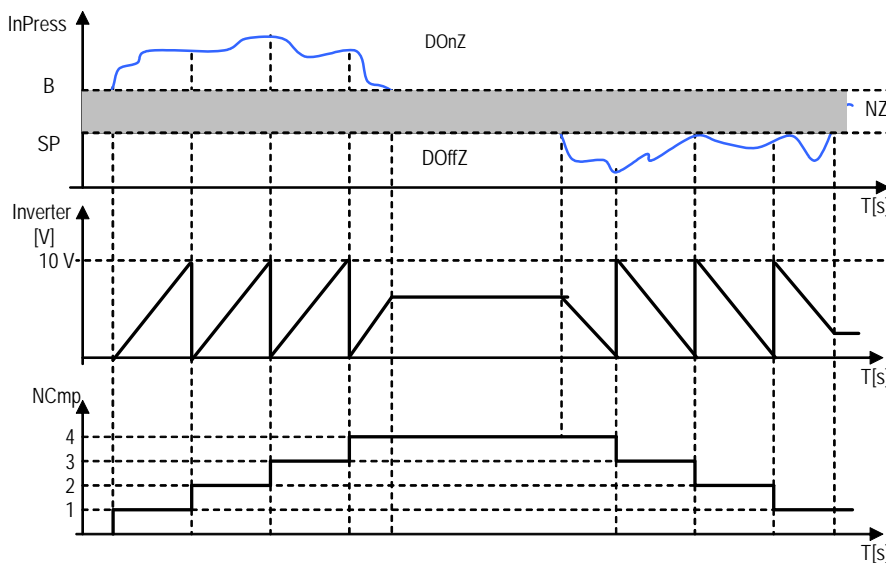 InPress
DOnZ
B
NZ
SP
DOffZ
T[s]
Inverter
[V]
10 V
T[s]
NCmp
4
3
2
1
T[s]